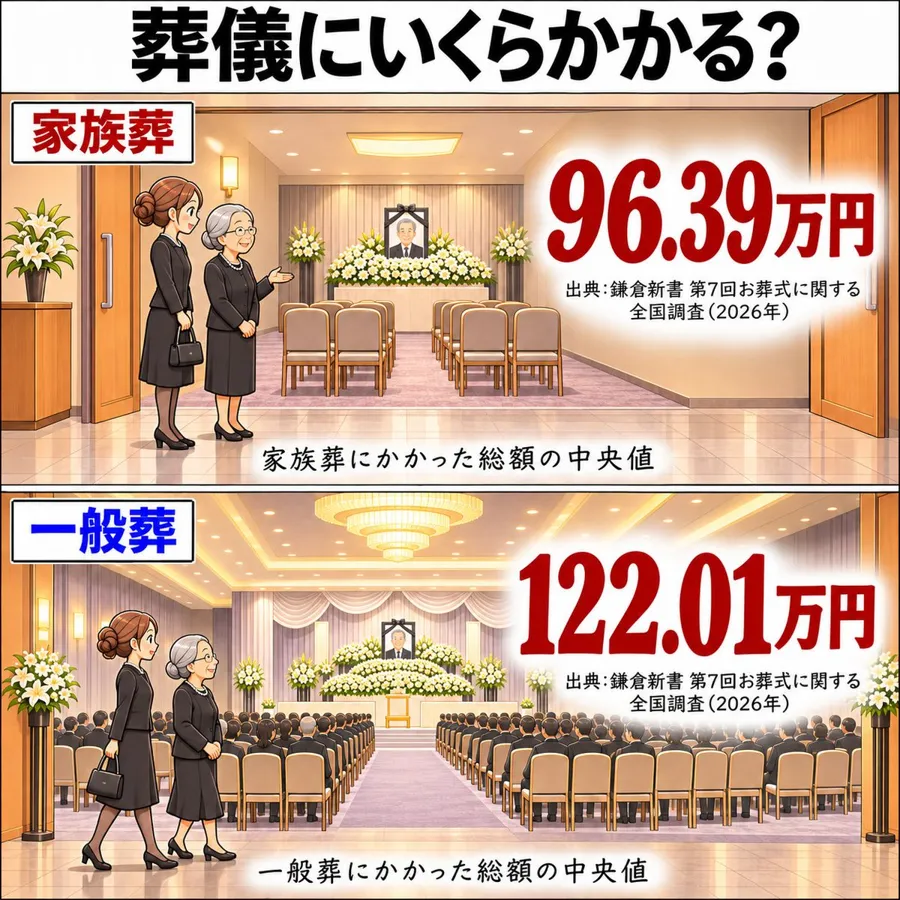 葬儀にいくらかかる?
家族葬
96.39万円
出典:鎌倉新書 第7回お葬式に関する
全国調査(2026年)
家族葬にかかった総額の中央値
一般葬
122.01万円
出典:鎌倉新書 第7回お葬式に関する
全国調査(2026年)
一般葬にかかった総額の中央値